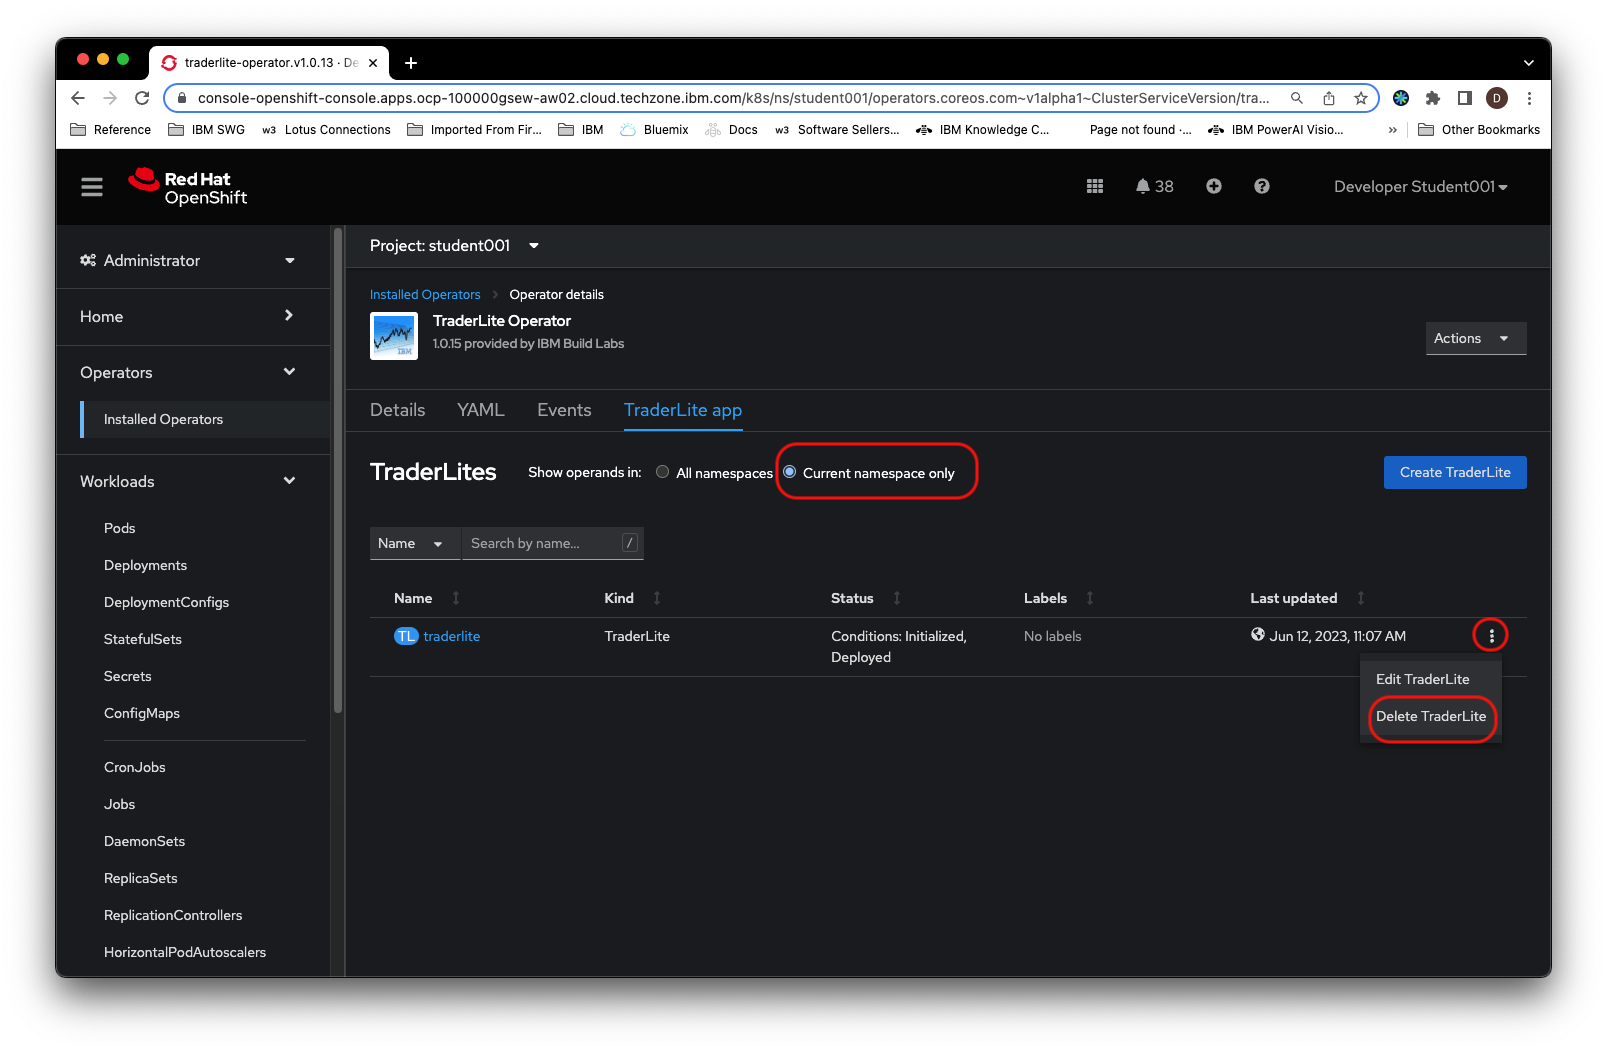 traderlite-operator.v1.0.13 · De
console-openshift-console.apps.ocp-100000gsew-aw02.cloud.techzone.ibm.com/k8s/ns/student001/operators.coreos.com~v1alpha1~ClusterServiceVersion/tra...
D
Reference
IBM SWG
w3 Lotus Connections
Imported From Fir...
IBM
Bluemix
Docs
w3 Software Sellers...
IBM Knowledge C...
Page not found ·...
IBM PowerAI Visio...
»
Other Bookmarks
Red Hat
OpenShift
38
Developer Student001
Administrator
Home
Operators
Installed Operators
Workloads
Pods
Deployments
DeploymentConfigs
StatefulSets
Secrets
ConfigMaps
CronJobs
Jobs
DaemonSets
ReplicaSets
ReplicationControllers
HorizontalPodAutoscalers
Project: student001
Installed Operators > Operator details
IBM
TraderLite Operator
1.0.15 provided by IBM Build Labs
Actions
Details YAML Events TraderLite app
TraderLites
Show operands in: All namespaces Current namespace only
Create TraderLite
Name
Search by name...
/
Name Kind Status Labels Last updated
TL traderlite
TraderLite
Conditions: Initialized,
Deployed
No labels
Jun 12, 2023, 11:07 AM
Edit TraderLite
Delete TraderLite